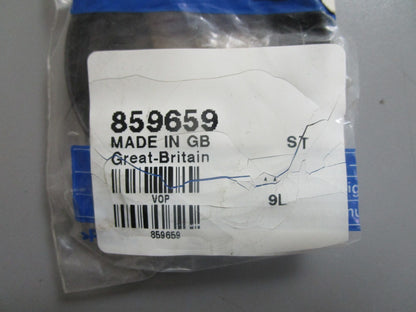 859659
MADE IN GB ST
Great-Britain
VOP 9L
859659